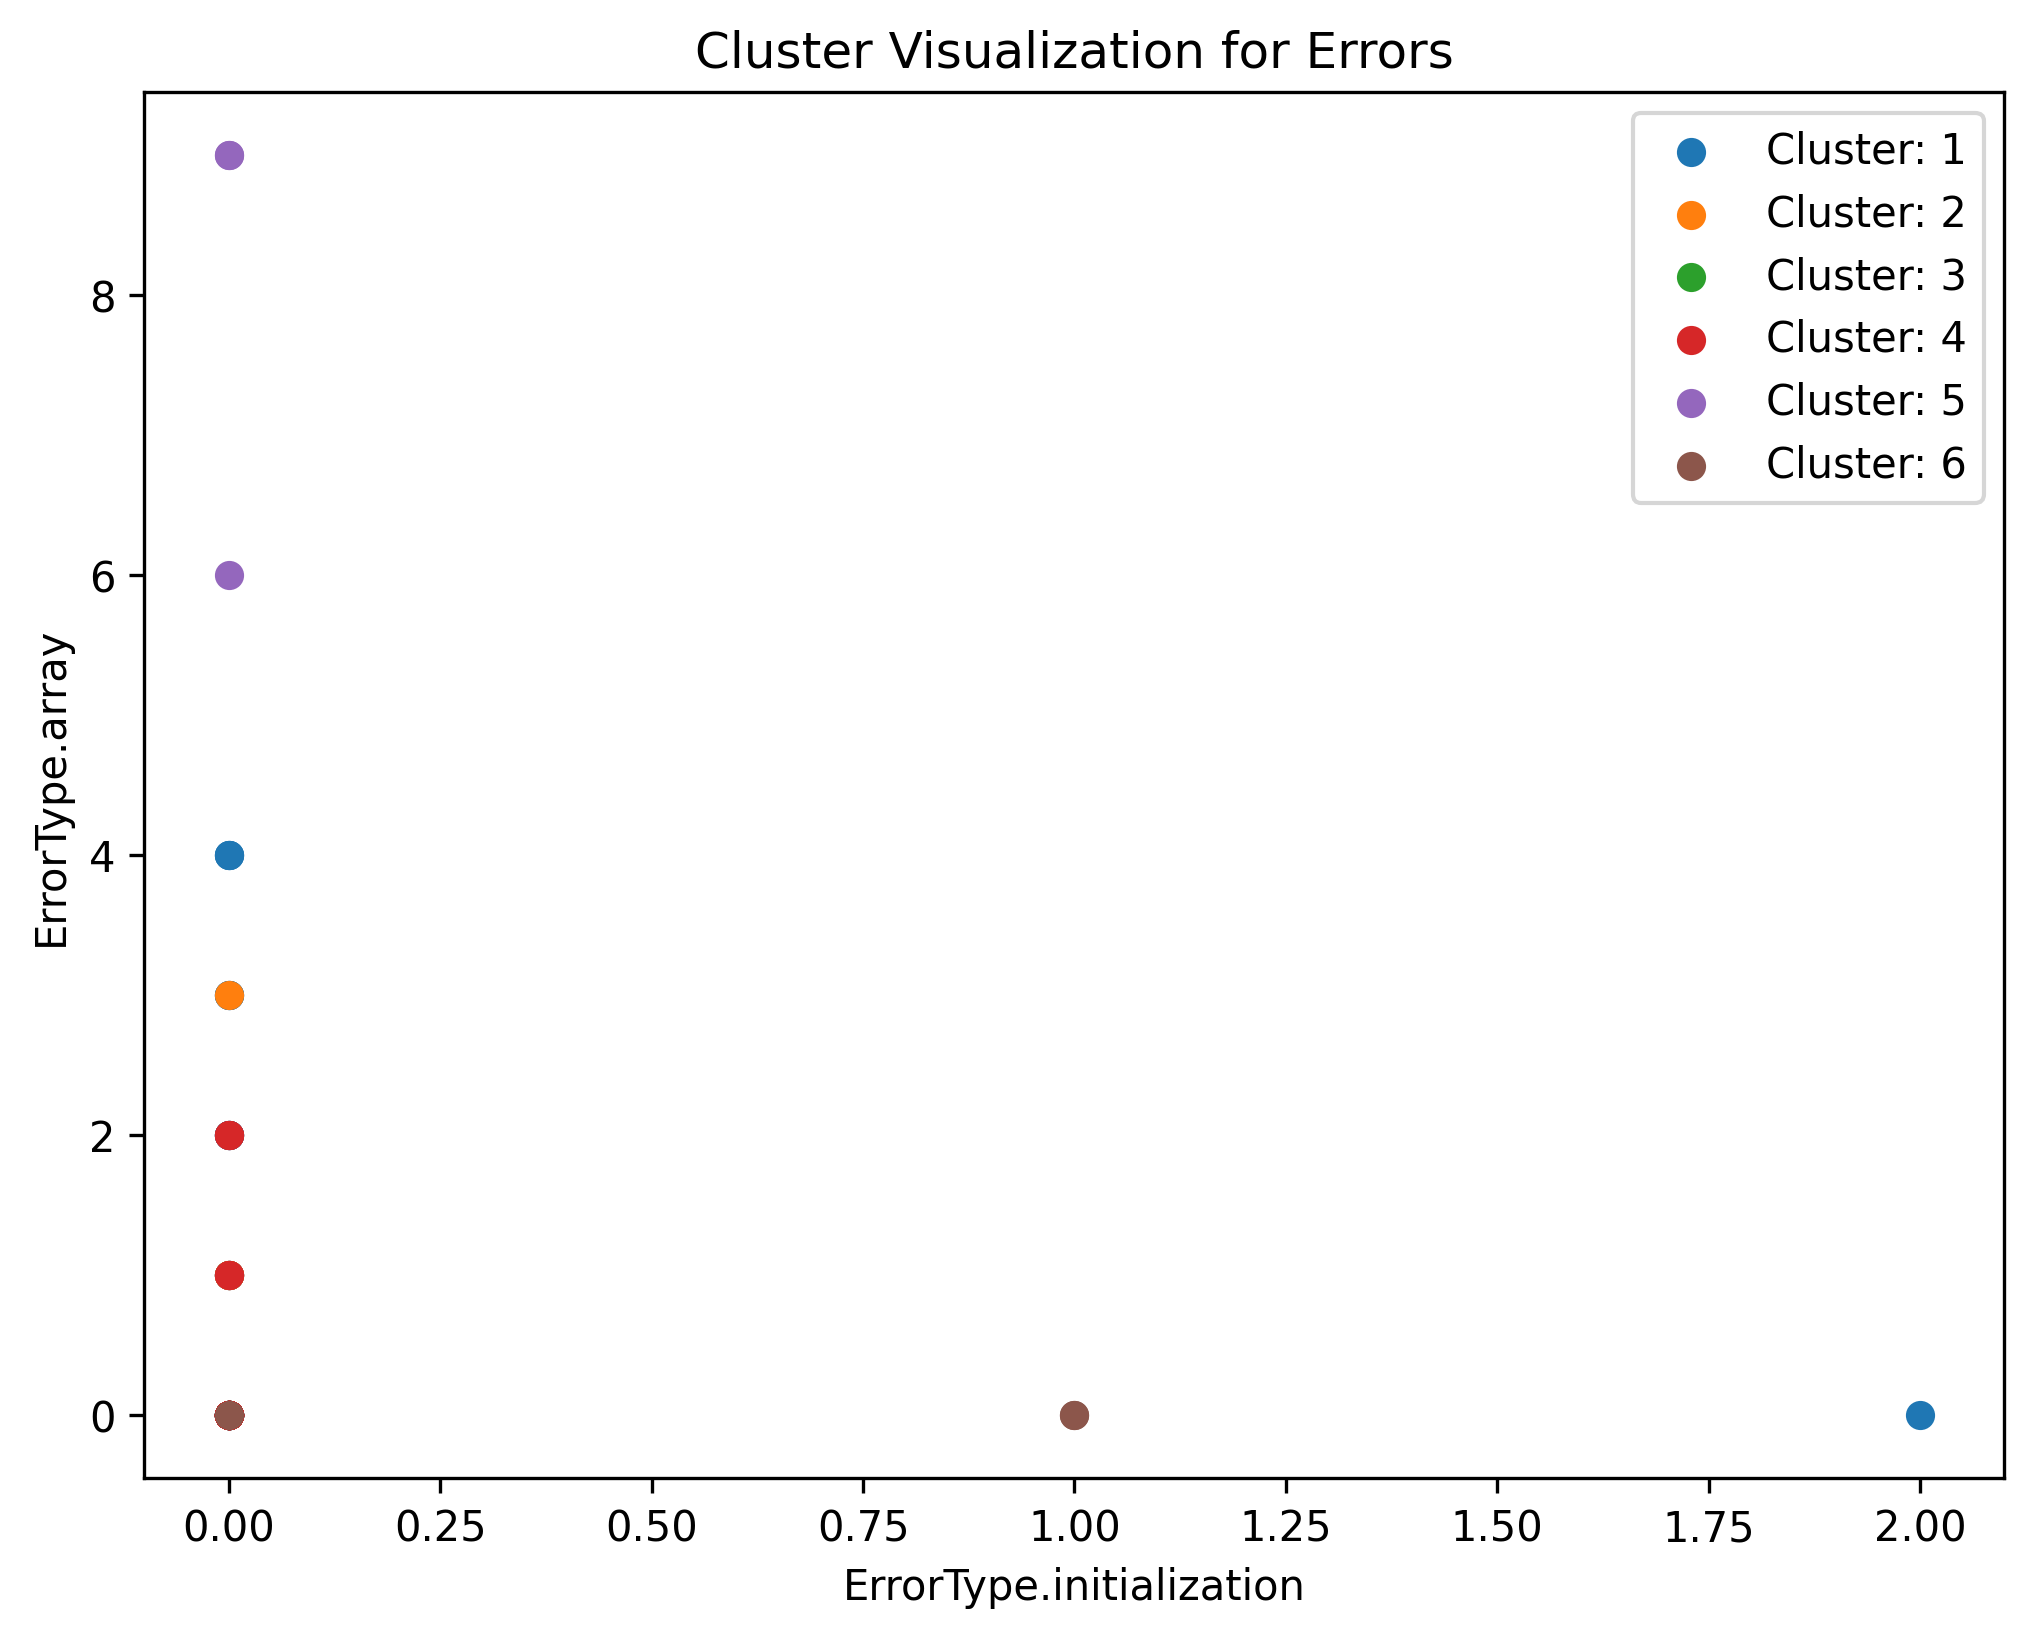 Cluster Visualization for Errors
Cluster: 1
Cluster: 2
Cluster: 3
Cluster: 4
Cluster: 5
Cluster: 6
ErrorType.array
8
6
4
2
0
0.00 0.25 0.50 0.75 1.00 1.25 1.50 1.75 2.00
ErrorType.initialization